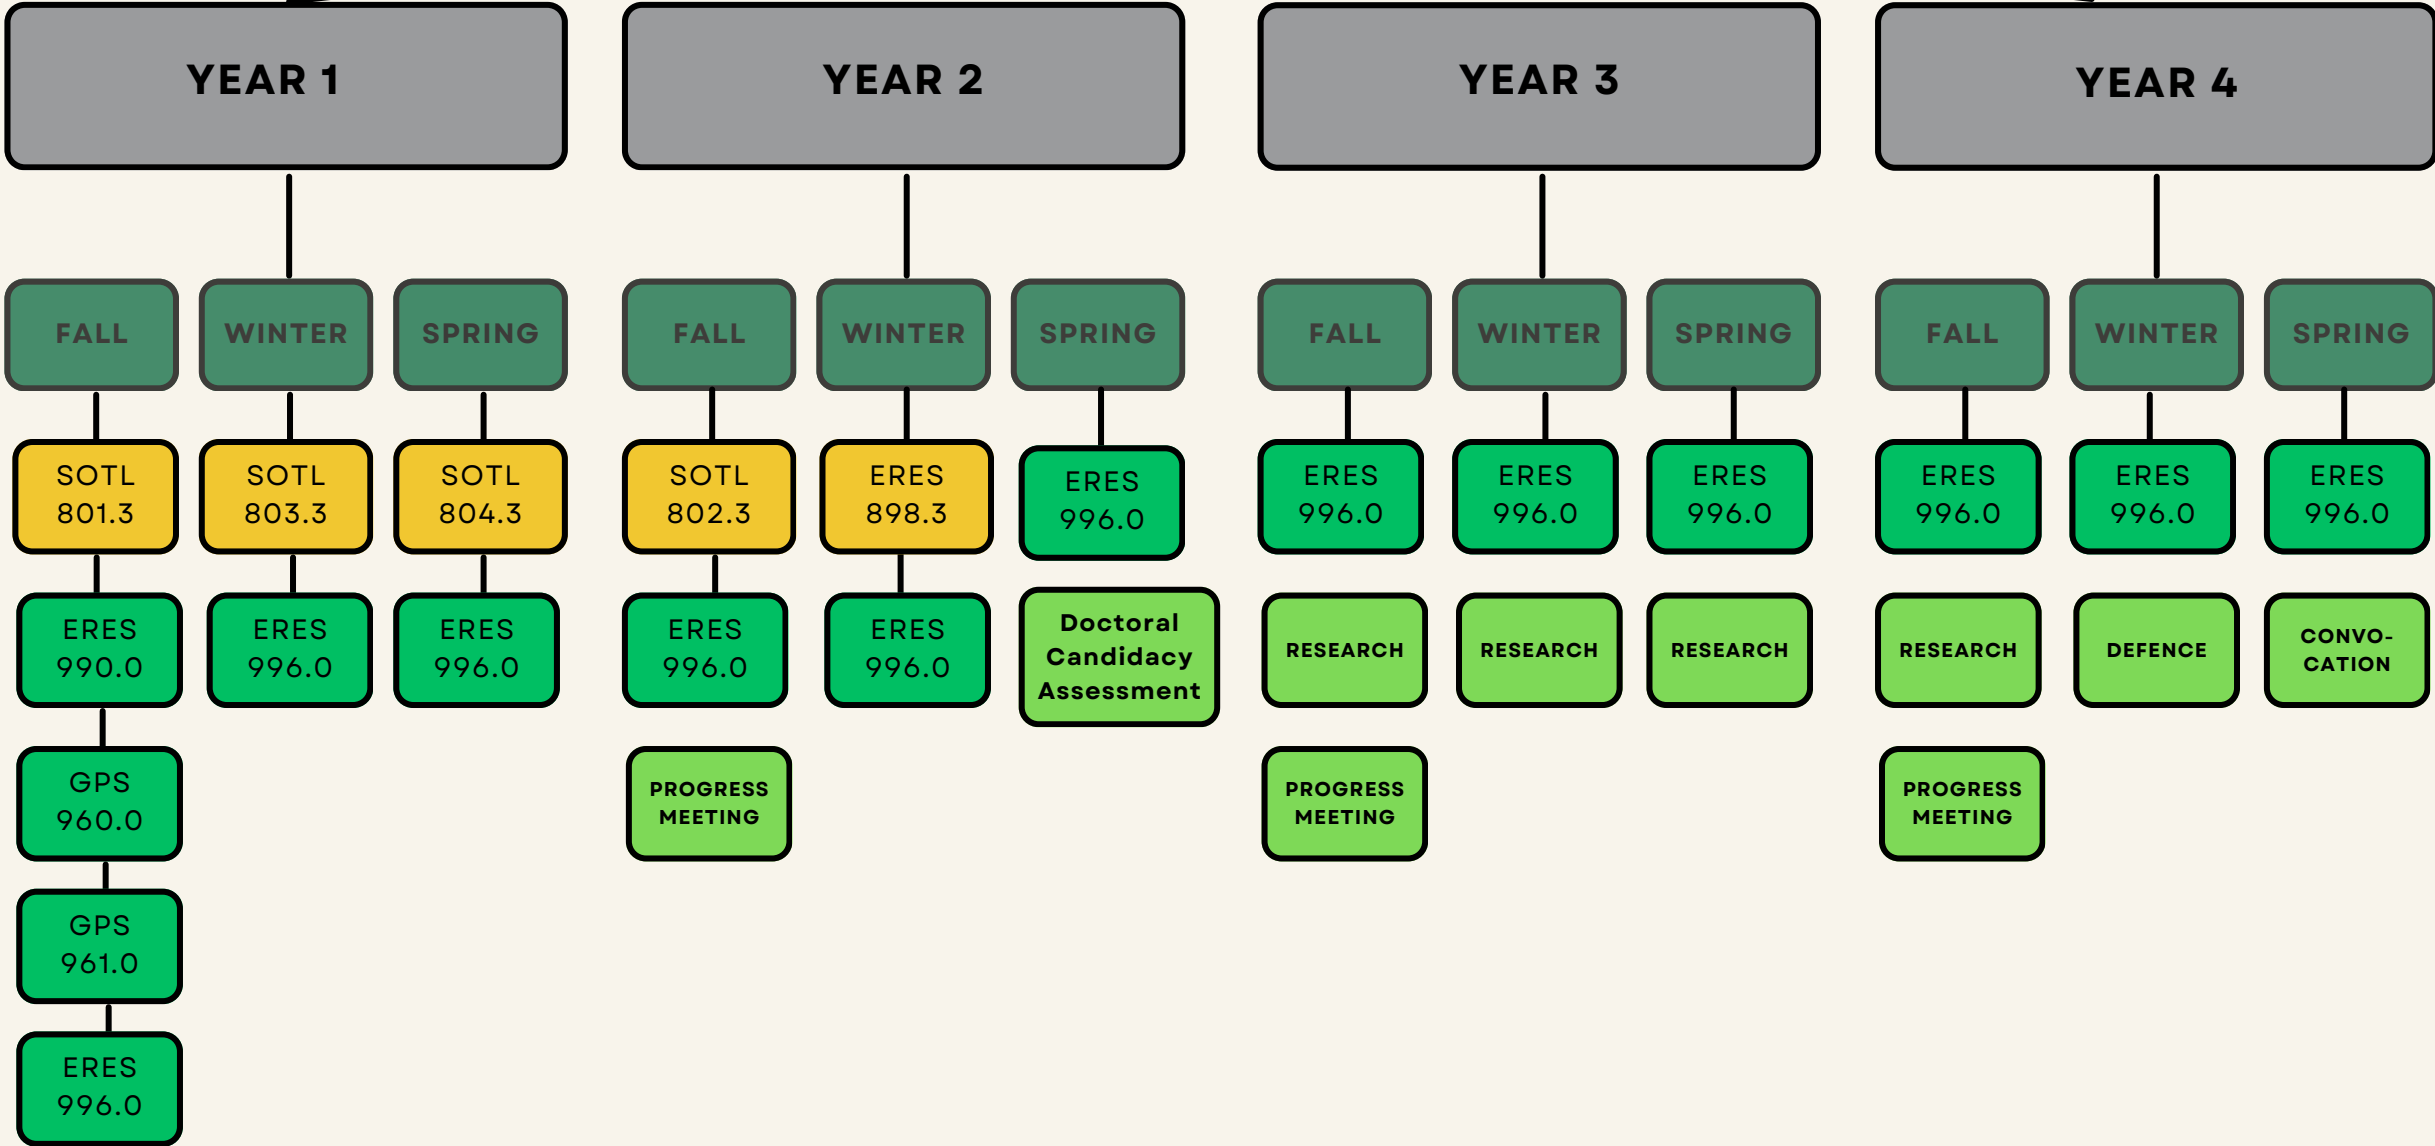 YEAR 1
YEAR 2
YEAR 3
YEAR 4
FALL
WINTER
SPRING
FALL
WINTER
SPRING
FALL
WINTER
SPRING
FALL
WINTER
SPRING
SOTL
801.3
SOTL
803.3
SOTL
804.3
SOTL
802.3
ERES
898.3
ERES
996.0
ERES
996.0
ERES
996.0
ERES
996.0
ERES
996.0
ERES
996.0
ERES
996.0
ERES
990.0
ERES
996.0
ERES
996.0
ERES
996.0
ERES
996.0
Doctoral
Candidacy
Assessment
RESEARCH
RESEARCH
RESEARCH
RESEARCH
DEFENCE
CONVO-
CATION
GPS
960.0
PROGRESS
MEETING
PROGRESS
MEETING
PROGRESS
MEETING
GPS
961.0
ERES
996.0